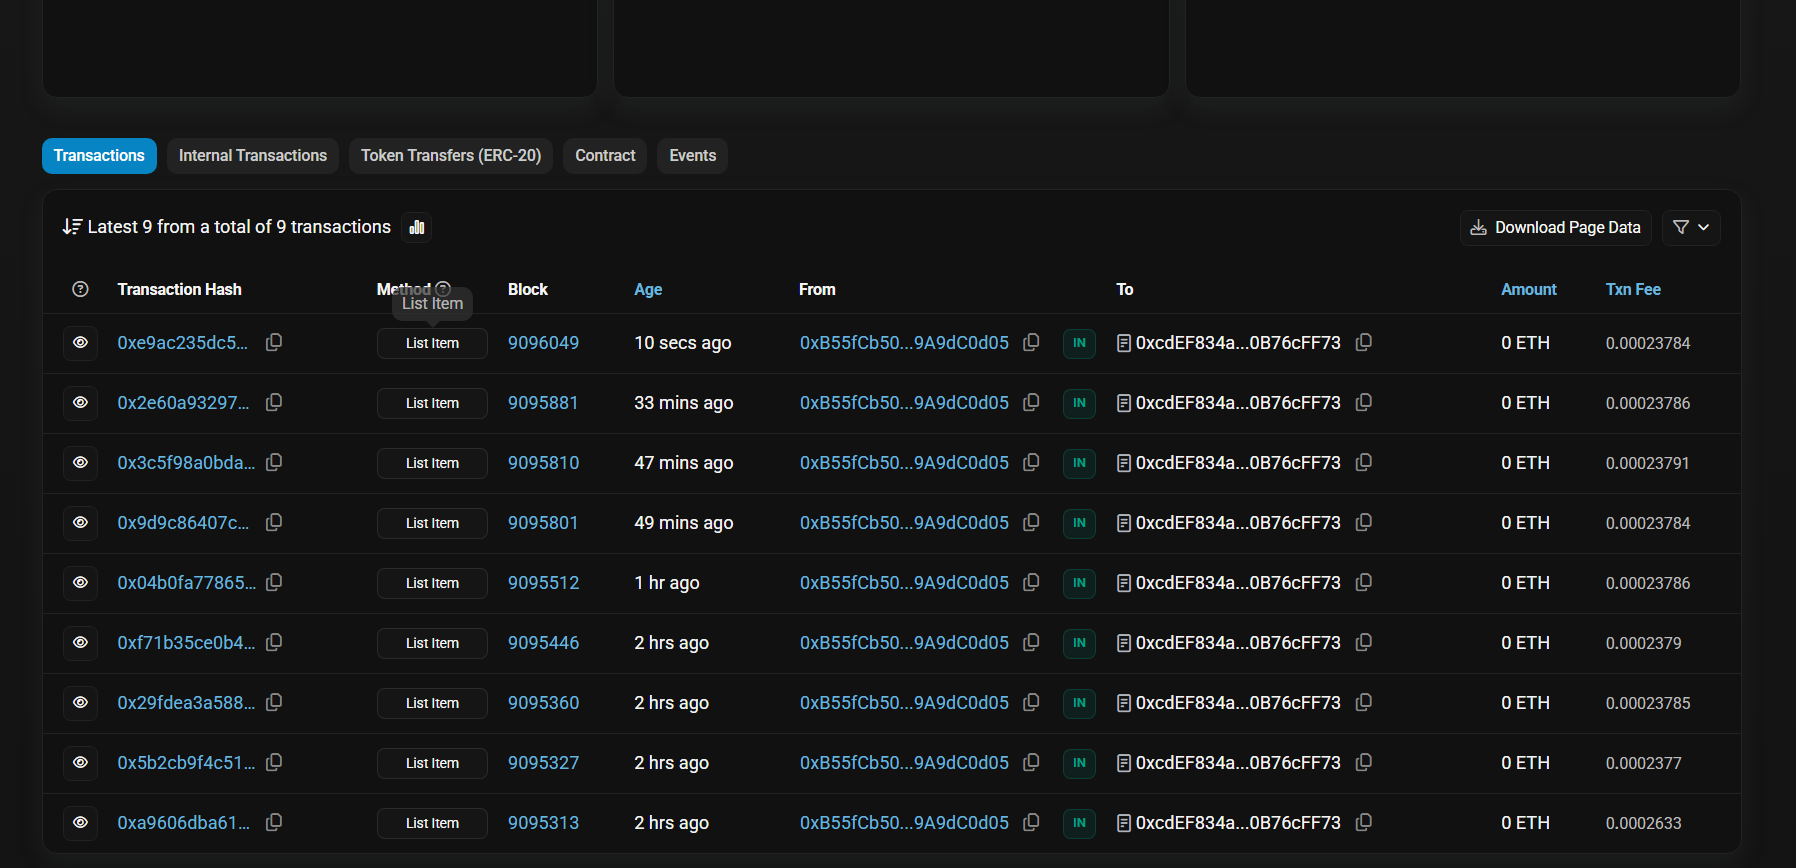 Transactions Internal Transactions Token Transfers (ERC-20) Contract Events
Latest 9 from a total of 9 transactions Download Page Data
Transaction Hash Method Block Age From To Amount Txn Fee
List Item
0xe9ac235dc5... List Item 9096049 10 secs ago 0xB55fCb50...9A9dC0d05 IN 0xcdEF834a...0B76cFF73 0 ETH 0.00023784
0x2e60a93297... List Item 9095881 33 mins ago 0xB55fCb50...9A9dC0d05 IN 0xcdEF834a...0B76cFF73 0 ETH 0.00023786
0x3c5f98a0bda... List Item 9095810 47 mins ago 0xB55fCb50...9A9dC0d05 IN 0xcdEF834a...0B76cFF73 0 ETH 0.00023791
0x9d9c86407c... List Item 9095801 49 mins ago 0xB55fCb50...9A9dC0d05 IN 0xcdEF834a...0B76cFF73 0 ETH 0.00023784
0x04b0fa77865... List Item 9095512 1 hr ago 0xB55fCb50...9A9dC0d05 IN 0xcdEF834a...0B76cFF73 0 ETH 0.00023786
0xf71b35ce0b4... List Item 9095446 2 hrs ago 0xB55fCb50...9A9dC0d05 IN 0xcdEF834a...0B76cFF73 0 ETH 0.0002379
0x29fdea3a588... List Item 9095360 2 hrs ago 0xB55fCb50...9A9dC0d05 IN 0xcdEF834a...0B76cFF73 0 ETH 0.00023785
0x5b2cb9f4c51... List Item 9095327 2 hrs ago 0xB55fCb50...9A9dC0d05 IN 0xcdEF834a...0B76cFF73 0 ETH 0.0002377
0xa9606dba61... List Item 9095313 2 hrs ago 0xB55fCb50...9A9dC0d05 IN 0xcdEF834a...0B76cFF73 0 ETH 0.0002633